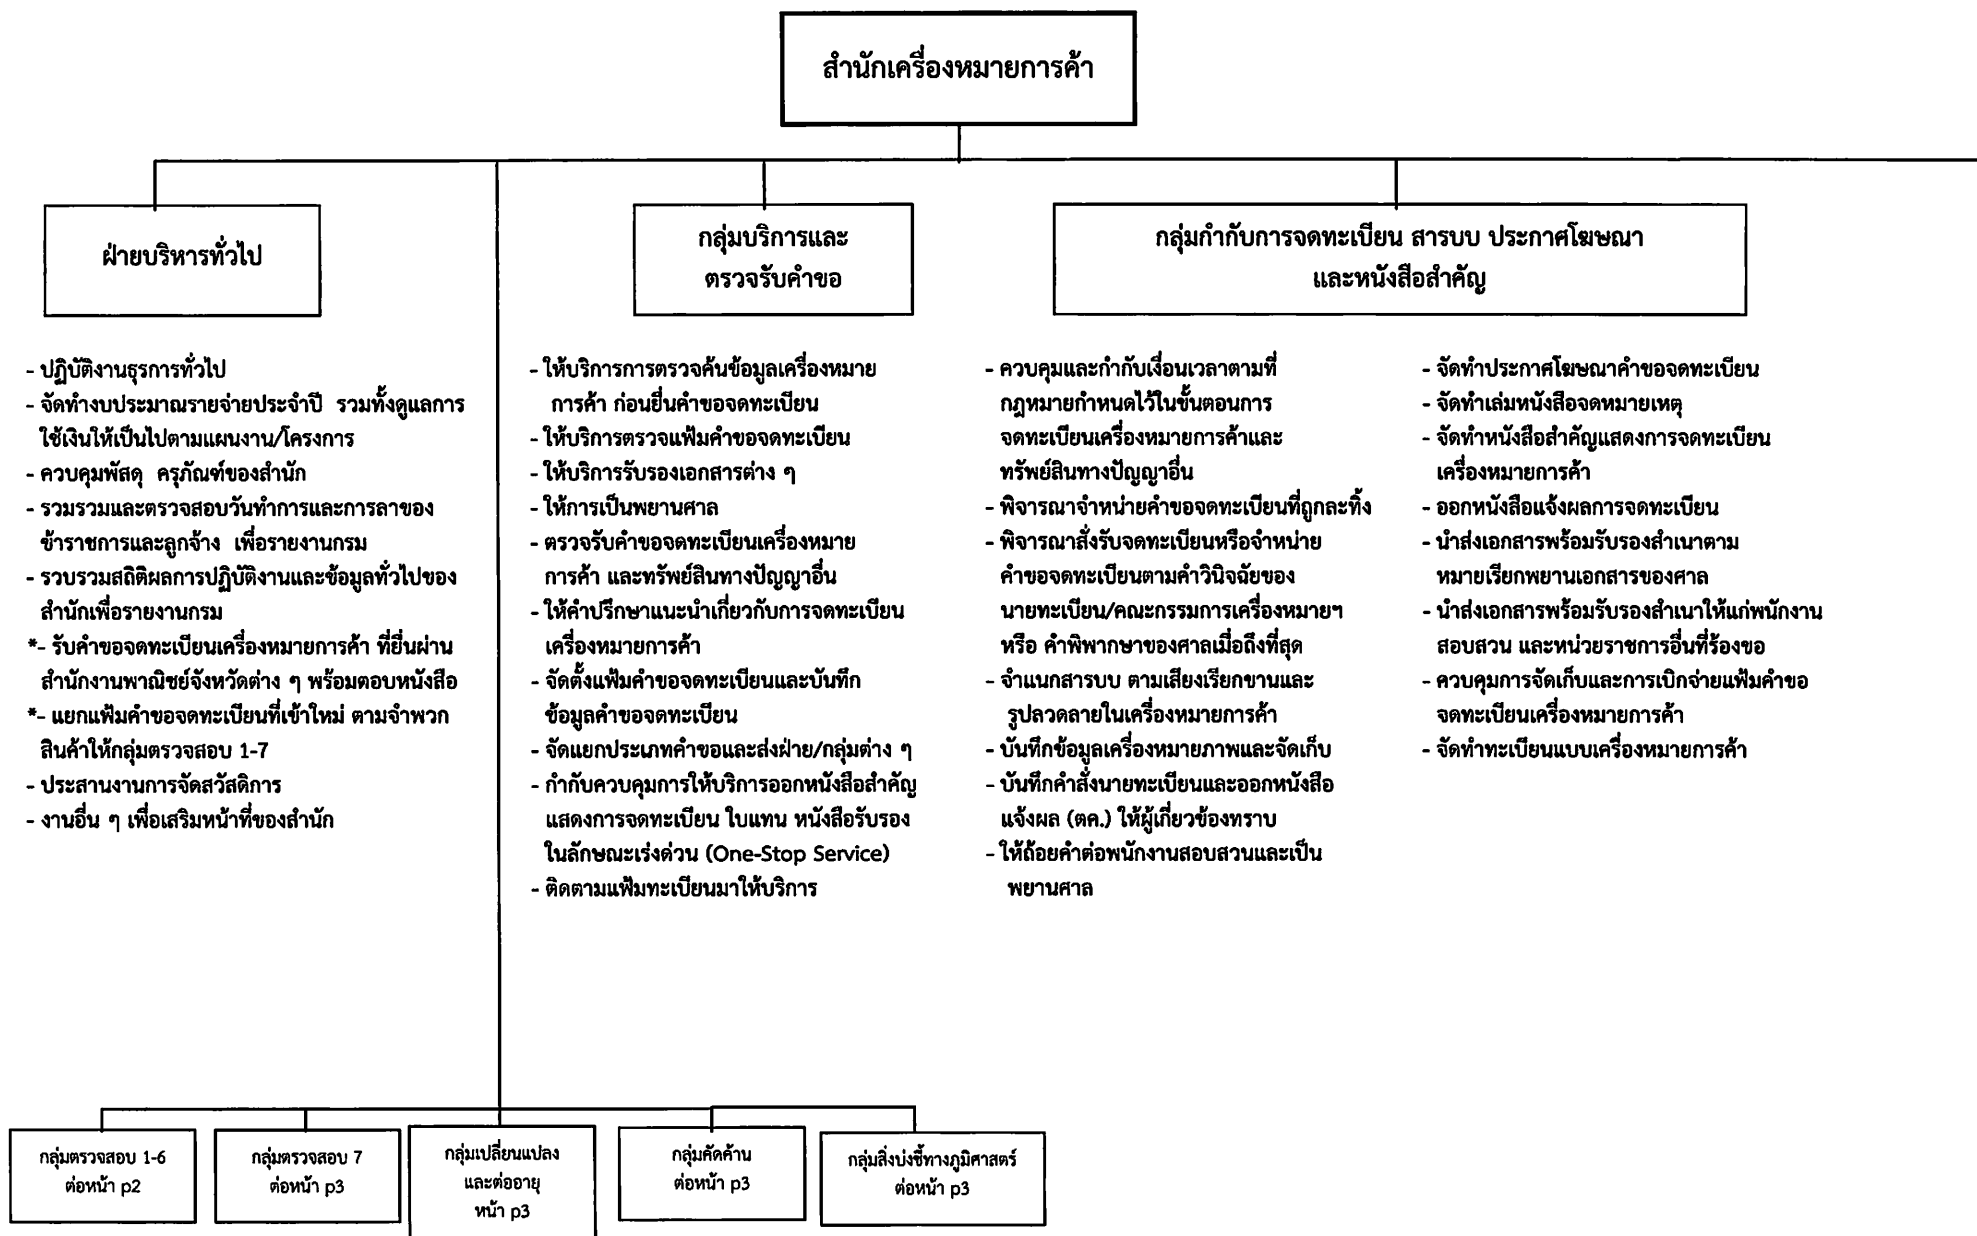 สำนักเครื่องหมายการค้า
ฝ่ายบริหารทั่วไป
- ปฏิบัติงานธุรการทั่วไป
- จัดทำงบประมาณรายจ่ายประจำปี รวมทั้งดูแลการ
ใช้เงินให้เป็นไปตามแผนงาน/โครงการ
- ควบคุมพัสดุ ครุภัณฑ์ของสำนัก
- รวมรวมและตรวจสอบวันทำการและการลาของ
ข้าราชการและลูกจ้าง เพื่อรายงานกรม
- รวบรวมสถิติผลการปฏิบัติงานและข้อมูลทั่วไปของ
สำนักเพื่อรายงานกรม
*- รับคำขอจดทะเบียนเครื่องหมายการค้า ที่ยื่นผ่าน
สำนักงานพาณิชย์จังหวัดต่าง ๆ พร้อมตอบหนังสือ
*- แยกแฟ้มคำขอจดทะเบียนที่เข้าใหม่ ตามจำพวก
สินค้าให้กลุ่มตรวจสอบ 1-7
- ประสานงานการจัดสวัสดิการ
- งานอื่น ๆ เพื่อเสริมหน้าที่ของสำนัก
กลุ่มบริการและ
ตรวจรับคำขอ
- ให้บริการการตรวจค้นข้อมูลเครื่องหมาย
การค้า ก่อนยื่นคำขอจดทะเบียน
- ให้บริการตรวจแฟ้มคำขอจดทะเบียน
- ให้บริการรับรองเอกสารต่าง ๆ
- ให้การเป็นพยานศาล
- ตรวจรับคำขอจดทะเบียนเครื่องหมาย
การค้า และทรัพย์สินทางปัญญาอื่น
- ให้คำปรึกษาแนะนำเกี่ยวกับการจดทะเบียน
เครื่องหมายการค้า
- จัดตั้งแฟ้มคำขอจดทะเบียนและบันทึก
ข้อมูลคำขอจดทะเบียน
- จัดแยกประเภทคำขอและส่งฝ่าย/กลุ่มต่าง ๆ
- กำกับควบคุมการให้บริการออกหนังสือสำคัญ
แสดงการจดทะเบียน ใบแทน หนังสือรับรอง
ในลักษณะเร่งด่วน (One-Stop Service)
- ติดตามแฟ้มทะเบียนมาให้บริการ
กลุ่มกำกับการจดทะเบียน สารบบ ประกาศโฆษณา
และหนังสือสำคัญ
- ควบคุมและกำกับเงื่อนเวลาตามที่
กฎหมายกำหนดไว้ในขั้นตอนการ
จดทะเบียนเครื่องหมายการค้าและ
ทรัพย์สินทางปัญญาอื่น
- พิจารณาจำหน่ายคำขอจดทะเบียนที่ถูกละทิ้ง
- พิจารณาสั่งรับจดทะเบียนหรือจำหน่าย
คำขอจดทะเบียนตามคำวินิจฉัยของ
นายทะเบียน/คณะกรรมการเครื่องหมายฯ
หรือ คำพิพากษาของศาลเมื่อถึงที่สุด
- จำแนกสารบบ ตามเสียงเรียกขานและ
รูปลวดลายในเครื่องหมายการค้า
- บันทึกข้อมูลเครื่องหมายภาพและจัดเก็บ
- บันทึกคำสั่งนายทะเบียนและออกหนังสือ
แจ้งผล (ตค.) ให้ผู้เกี่ยวข้องทราบ
- ให้ถ้อยคำต่อพนักงานสอบสวนและเป็น
พยานศาล
- จัดทำประกาศโฆษณาคำขอจดทะเบียน
- จัดทำเล่มหนังสือจดหมายเหตุ
- จัดทำหนังสือสำคัญแสดงการจดทะเบียน
เครื่องหมายการค้า
- ออกหนังสือแจ้งผลการจดทะเบียน
- นำส่งเอกสารพร้อมรับรองสำเนาตาม
หมายเรียกพยานเอกสารของศาล
- นำส่งเอกสารพร้อมรับรองสำเนาให้แก่พนักงาน
สอบสวน และหน่วยราชการอื่นที่ร้องขอ
- ควบคุมการจัดเก็บและการเบิกจ่ายแฟ้มคำขอ
จดทะเบียนเครื่องหมายการค้า
- จัดทำทะเบียนแบบเครื่องหมายการค้า
กลุ่มตรวจสอบ 1-6
ต่อหน้า p2
กลุ่มตรวจสอบ 7
ต่อหน้า p3
กลุ่มเปลี่ยนแปลง
และต่ออายุ
หน้า p3
กลุ่มคัดค้าน
ต่อหน้า p3
กลุ่มสิ่งบ่งชี้ทางภูมิศาสตร์
ต่อหน้า p3